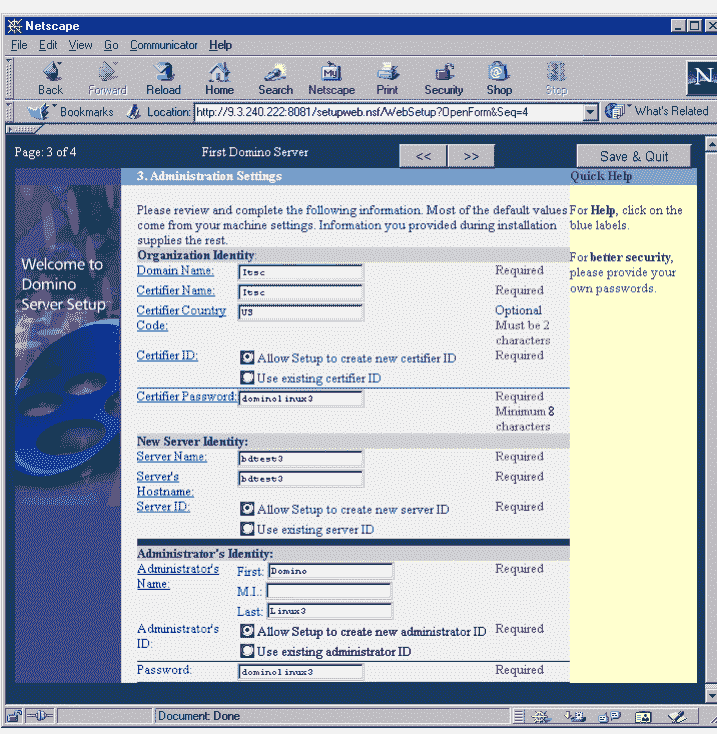 Netscape
File Edit View Go Communicator Help
Back Forward Reload Home Search Netscape Print Security Shop Stop
My
N
Bookmarks Location: http://9.3.240.222:8081/setupweb.nsf/WebSetup?OpenForm&Seq=4 What's Related
Page: 3 of 4 First Domino Server << >> Save & Quit
3. Administration Settings Quick Help
Please review and complete the following information. Most of the default values
come from your machine settings. Information you provided during installation
supplies the rest.
For Help, click on the
blue labels.
For better security,
please provide your
own passwords.
Welcome to
Domino
Server Setup
Organization Identity:
Domain Name: Itsc Required
Certifier Name: Itsc Required
Certifier Country US Optional
Code: Must be 2
characters
Certifier ID: Allow Setup to create new certifier ID Required
Use existing certifier ID
Certifier Password: dominolinux3 Required
Minimum 8
characters
New Server Identity:
Server Name: bdtest3 Required
Server's bdtest3 Required
Hostname:
Server ID: Allow Setup to create new server ID Required
Use existing server ID
Administrator's Identity:
Administrator's First: Domino Required
Name: M.I.:
Last: Linux3
Administrator's Allow Setup to create new administrator ID Required
ID: Use existing administrator ID
Password: dominolinux3 Required
Document: Done